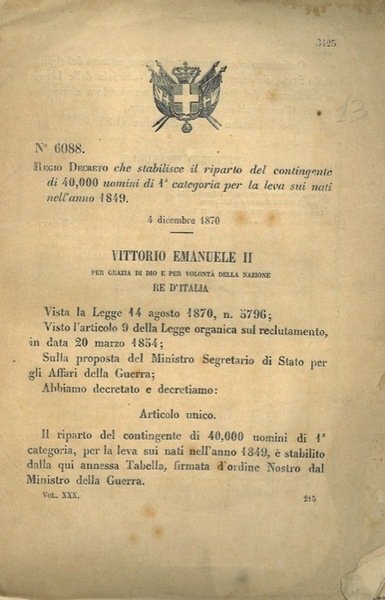 3425
N° 6088.
REGIO DECRETO che stabilisce il riparto del contingente
di 40,000 uomini di 1ª categoria per la leva sui nati
nell'anno 1849.
4 dicembre 1870
VITTORIO EMANUELE II
PER GRAZIA DI DIO E PER VOLONTÀ DELLA NAZIONE
RE D'ITALIA
Vista la Legge 14 agosto 1870, n. 5796;
Visto l'articolo 9 della Legge organica sul reclutamento,
in data 20 marzo 1854;
Sulla proposta del Ministro Segretario di Stato per
gli Affari della Guerra;
Abbiamo decretato e decretiamo:
Articolo unico.
Il riparto del contingente di 40,000 uomini di 1ª
categoria, per la leva sui nati nell'anno 1849, è stabilito
dalla qui annessa Tabella, firmata d'ordine Nostro dal
Ministro della Guerra.
VOL. XXX. 215